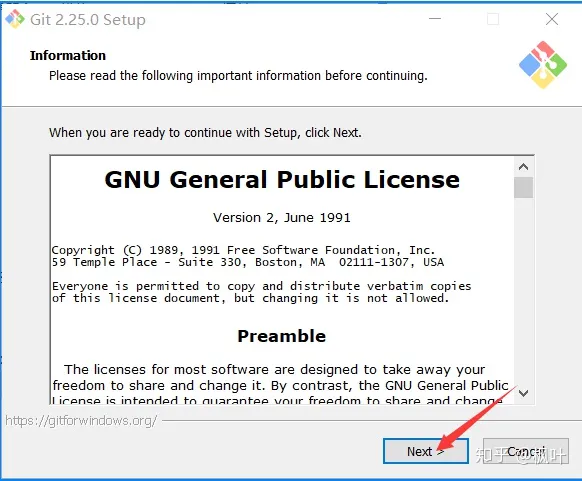 Git 2.25.0 Setup
Information
Please read the following important information before continuing.
When you are ready to continue with Setup, click Next.
GNU General Public License
Version 2, June 1991
Copyright (C) 1989, 1991 Free Software Foundation, Inc.
59 Temple Place - Suite 330, Boston, MA  02111-1307, USA
Everyone is permitted to copy and distribute verbatim copies
of this license document, but changing it is not allowed.
Preamble
The licenses for most software are designed to take away your
freedom to share and change it. By contrast, the GNU General Public
License is intended to guarantee your freedom to share and change
https://gitforwindows.org/
Next >
Cancel
知乎 @枫叶